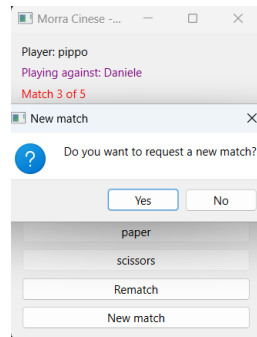 Morra Cinese -...
Player: pippo
Playing against: Daniele
Match 3 of 5
New match
Do you want to request a new match?
Yes No
paper
scissors
Rematch
New match